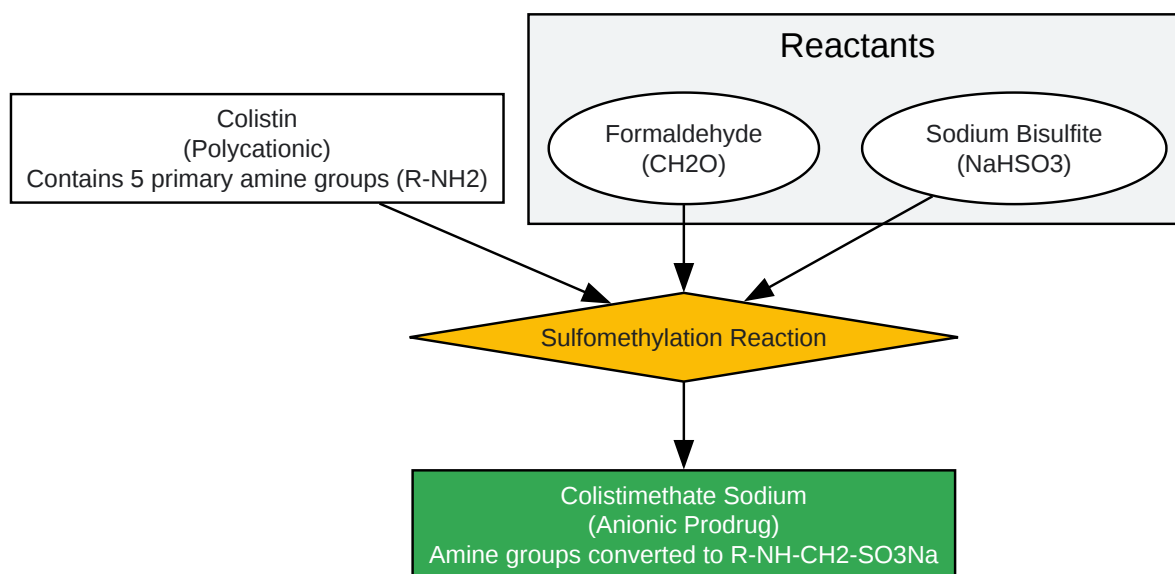 Reactants
Colistin
(Polycationic)
Contains 5 primary amine groups (R-NH2)
Formaldehyde
(CH2O)
Sodium Bisulfite
(NaHSO3)
Sulfomethylation Reaction
Colistimethate Sodium
(Anionic Prodrug)
Amine groups converted to R-NH-CH2-SO3Na